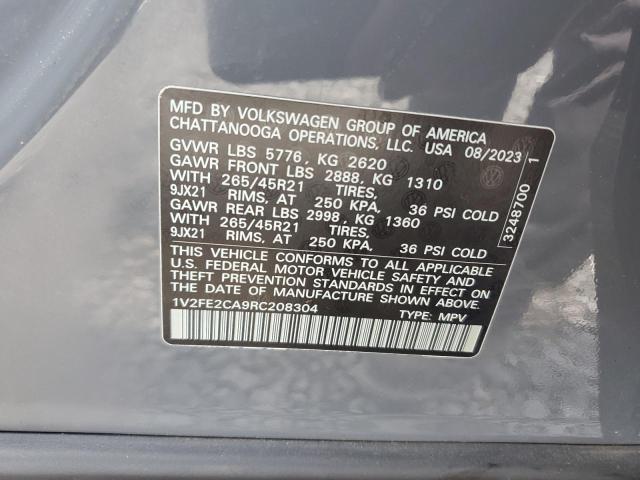 MFD BY VOLKSWAGEN GROUP OF AMERICA
CHATTANOOGA OPERATIONS, LLC. USA 08/2023
GVWR LBS 5776, KG 2620
GAWR FRONT LBS 2888, KG 1310
WITH 265/45R21 TIRES,
9JX21 RIMS, AT 250 KPA, 36 PSI COLD
GAWR REAR LBS 2998, KG 1360
WITH 265/45R21 TIRES,
9JX21 RIMS, AT 250 KPA, 36 PSI COLD
THIS VEHICLE CONFORMS TO ALL APPLICABLE
U.S. FEDERAL MOTOR VEHICLE SAFETY AND
THEFT PREVENTION STANDARDS IN EFFECT ON
THE DATE OF MANUFACTURE SHOWN ABOVE.
1V2FE2CA9RC208304 TYPE: MPV
3248700 1